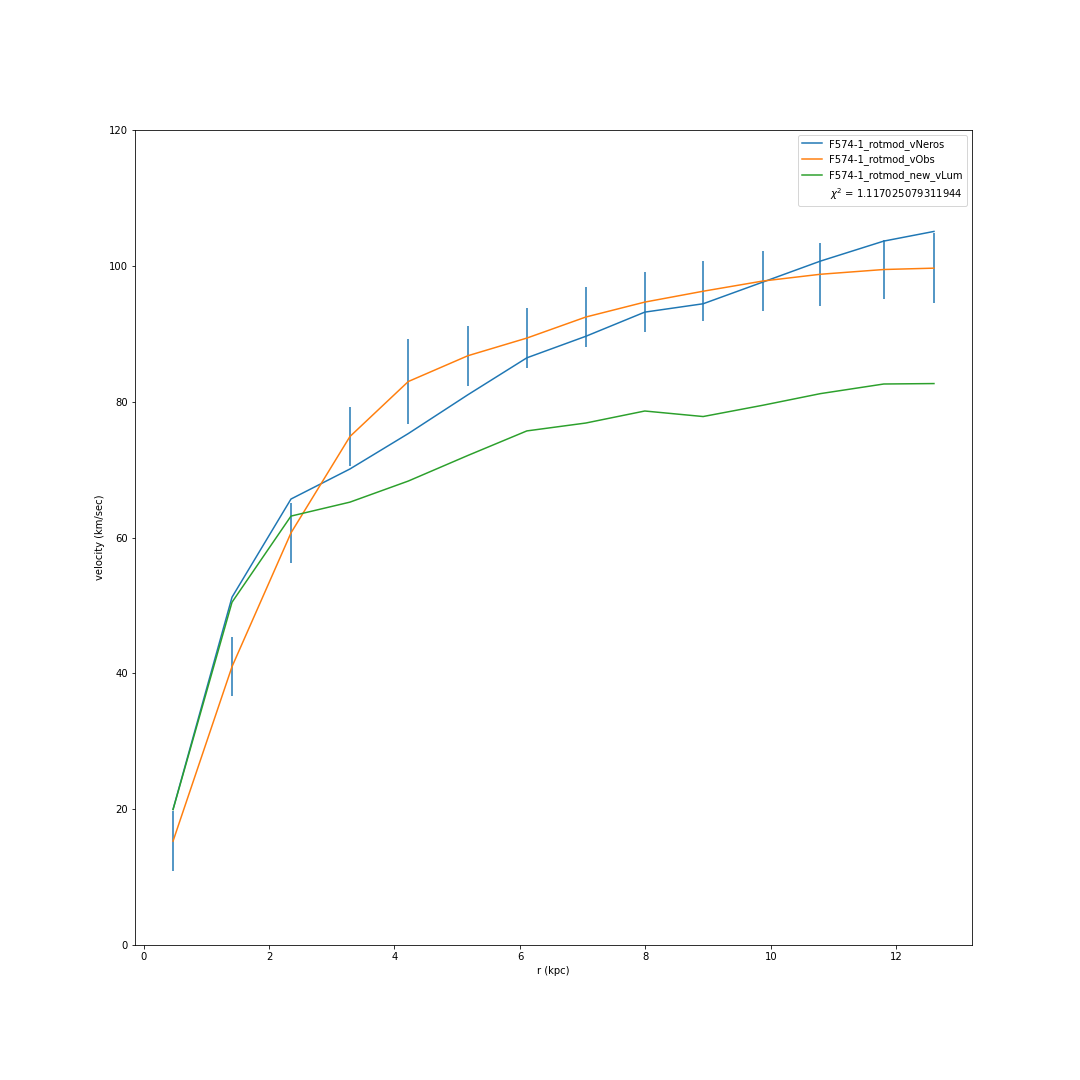 120
100
80
60
40
20
0
velocity (km/sec)
F574-1_rotmod_vNeros
F574-1_rotmod_vObs
F574-1_rotmod_new_vLum
χ² = 1.117025079311944
0 2 4 6 8 10 12
r (kpc)